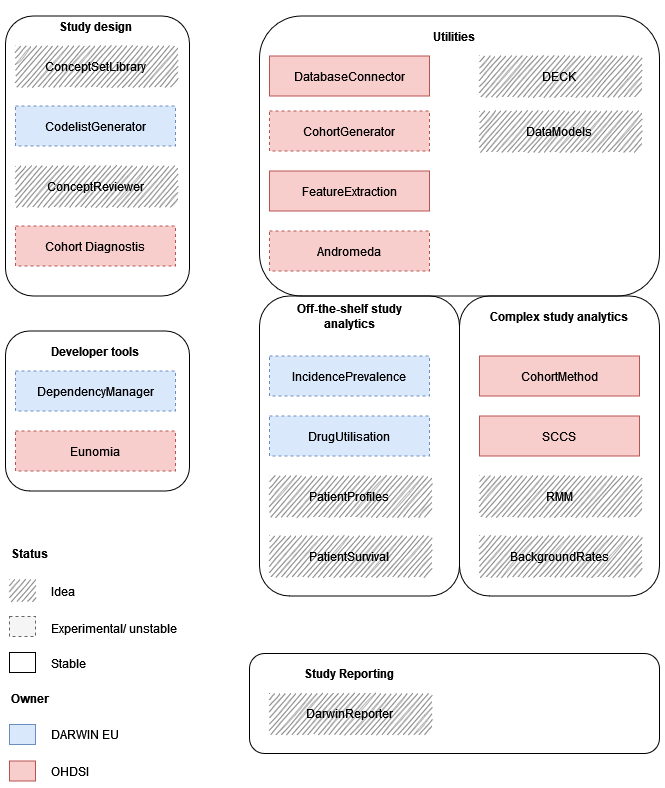 Study design
ConceptSetLibrary
CodelistGenerator
ConceptReviewer
Cohort Diagnostis
Utilities
DatabaseConnector
DECK
CohortGenerator
DataModels
FeatureExtraction
Andromeda
Developer tools
DependencyManager
Eunomia
Off-the-shelf study
analytics
IncidencePrevalence
DrugUtilisation
PatientProfiles
PatientSurvival
Complex study analytics
CohortMethod
SCCS
RMM
BackgroundRates
Status
Idea
Experimental/ unstable
Stable
Owner
DARWIN EU
OHDSI
Study Reporting
DarwinReporter